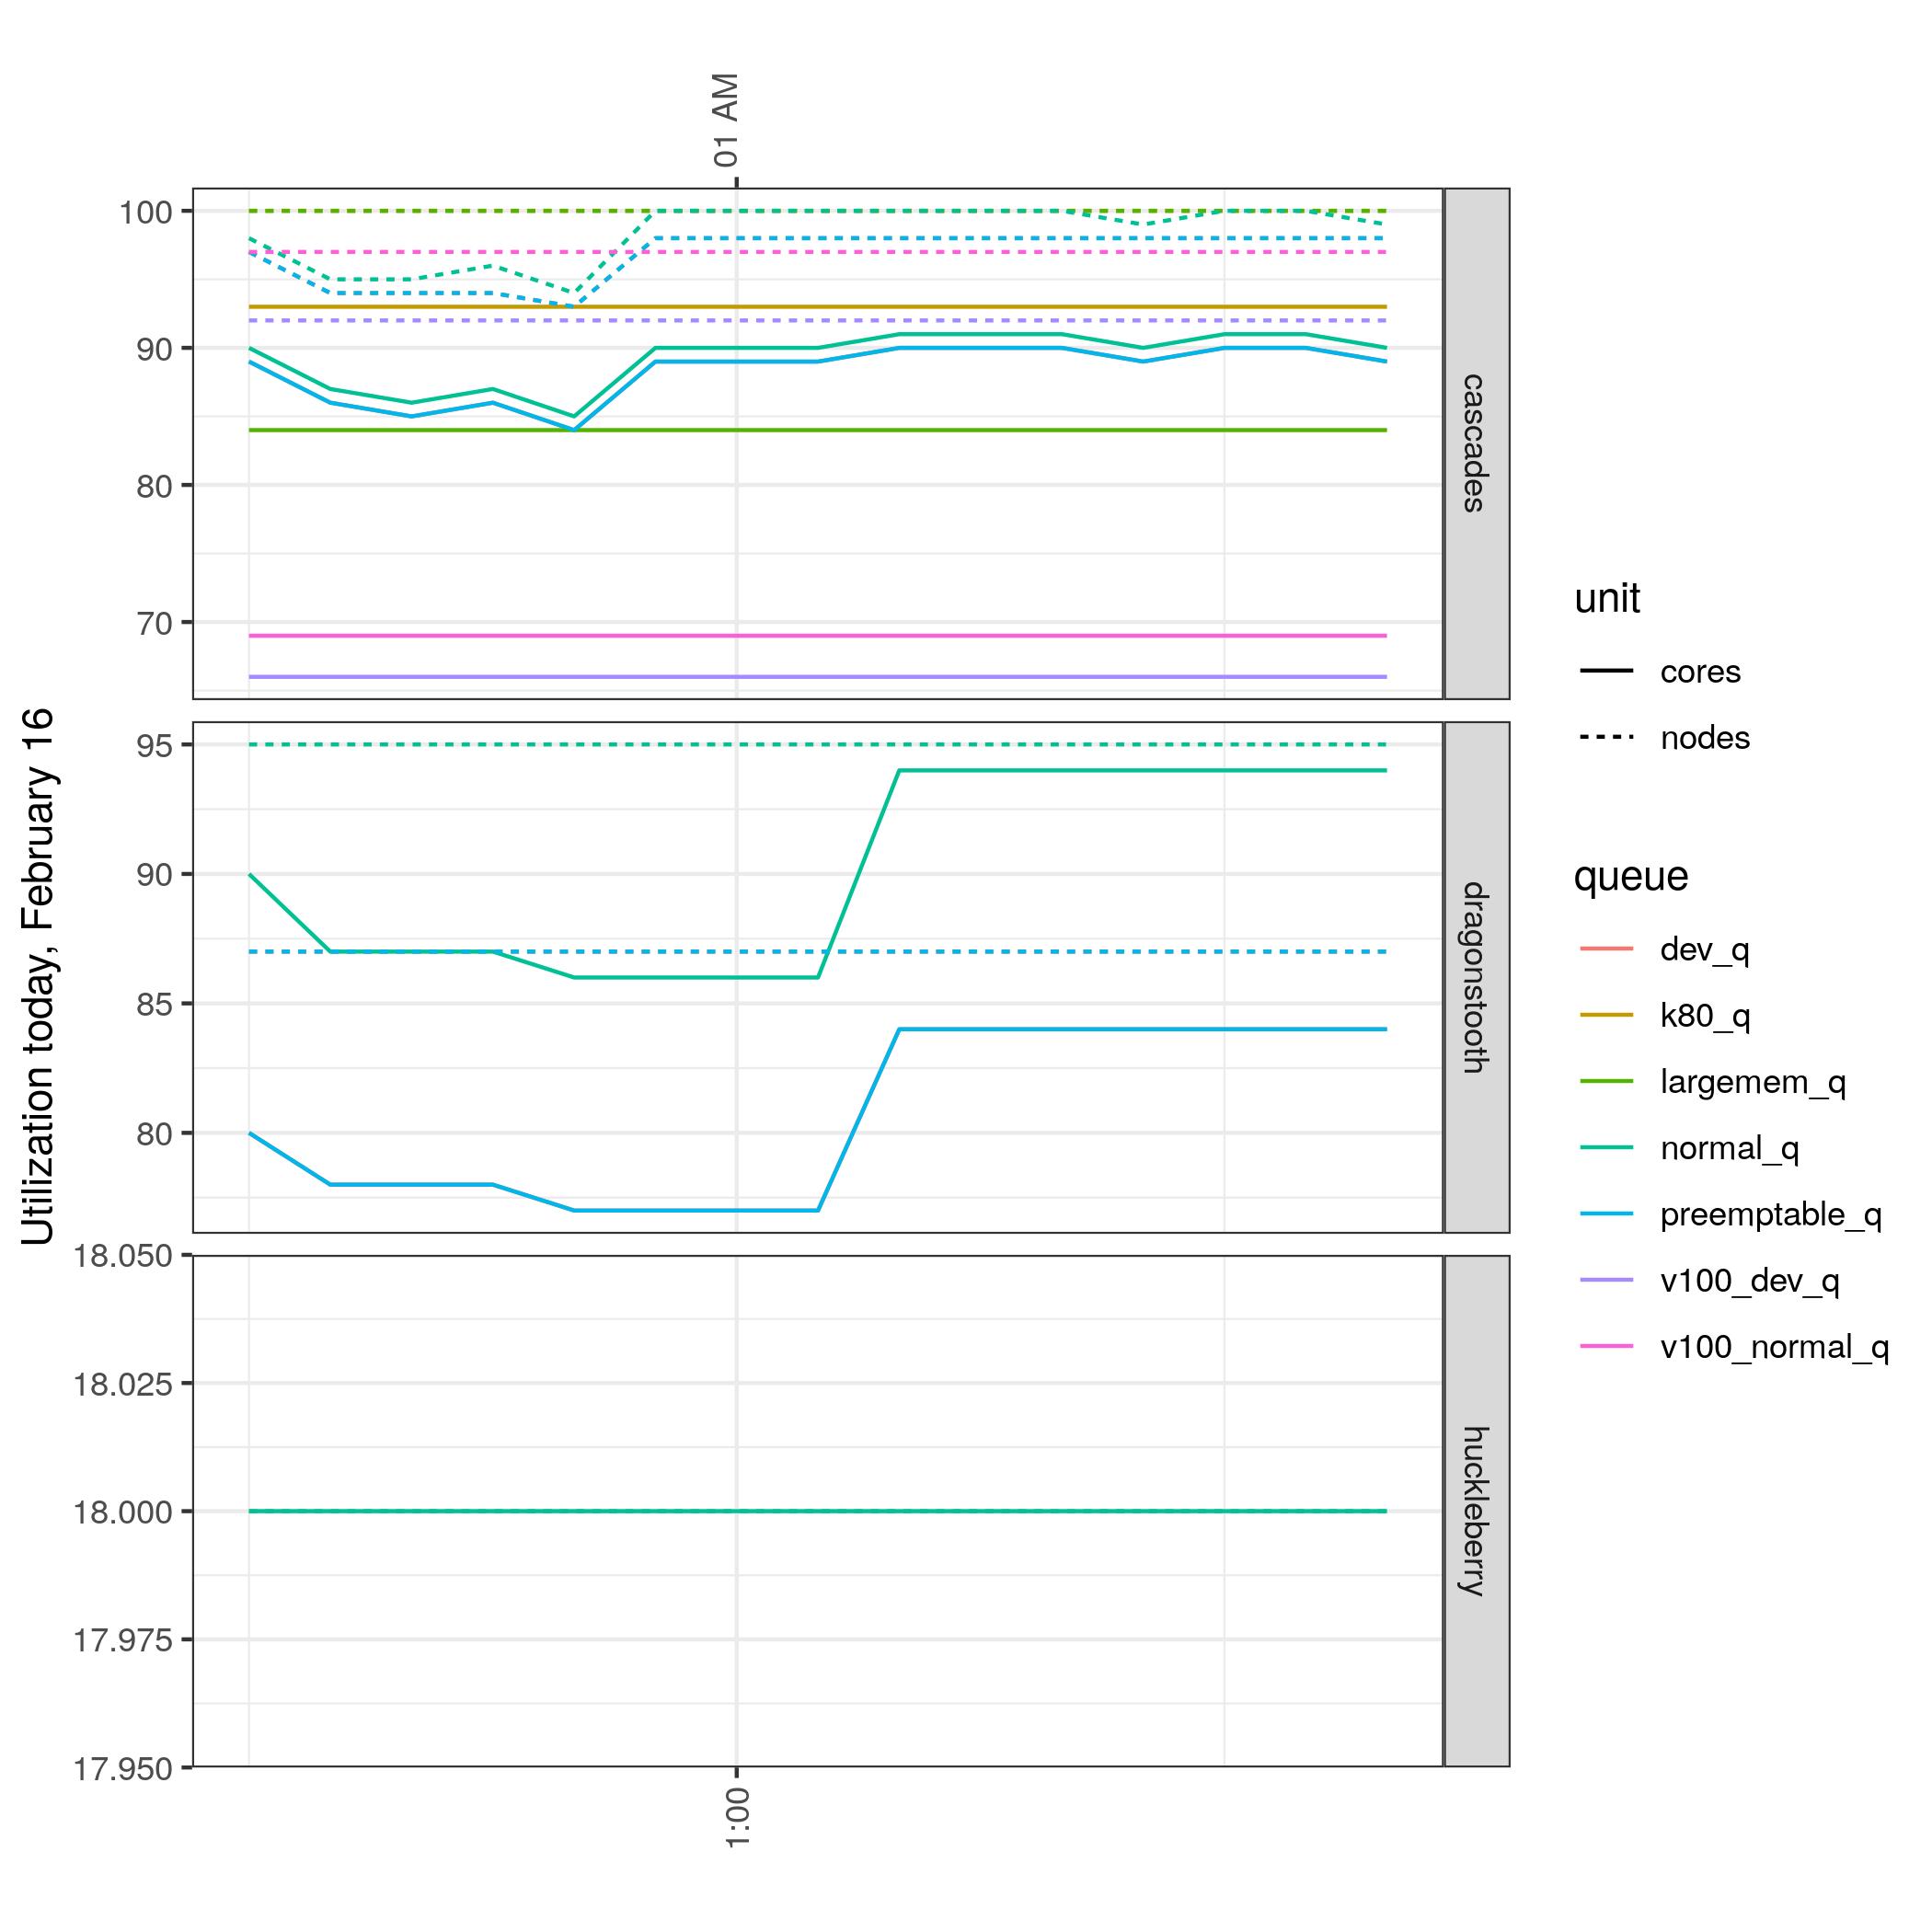 01 AM
Utilization today, February 16
100
90
80
70
cascades
95
90
85
80
dragonstooth
18.050
18.025
18.000
17.975
17.950
huckleberry
1:00
unit
cores
nodes
queue
dev_q
k80_q
largemem_q
normal_q
preemptable_q
v100_dev_q
v100_normal_q